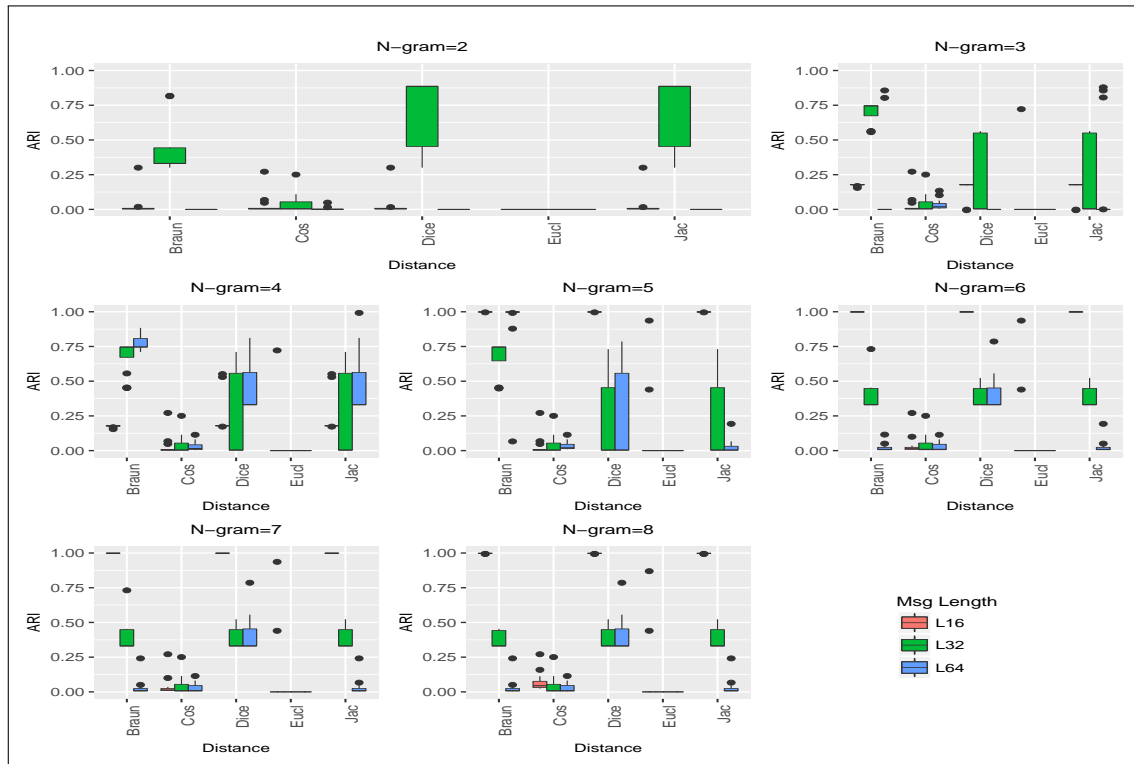 N-gram=2
1.00
0.75
0.50
0.25
0.00
ARI
Braun
Cos
Dice
Eucl
Jac
Distance
N-gram=3
1.00
0.75
0.50
0.25
0.00
ARI
Braun
Cos
Dice
Eucl
Jac
Distance
N-gram=4
1.00
0.75
0.50
0.25
0.00
ARI
Braun
Cos
Dice
Eucl
Jac
Distance
N-gram=5
1.00
0.75
0.50
0.25
0.00
ARI
Braun
Cos
Dice
Eucl
Jac
Distance
N-gram=6
1.00
0.75
0.50
0.25
0.00
ARI
Braun
Cos
Dice
Eucl
Jac
Distance
N-gram=7
1.00
0.75
0.50
0.25
0.00
ARI
Braun
Cos
Dice
Eucl
Jac
Distance
N-gram=8
1.00
0.75
0.50
0.25
0.00
ARI
Braun
Cos
Dice
Eucl
Jac
Distance
Msg Length
L16
L32
L64